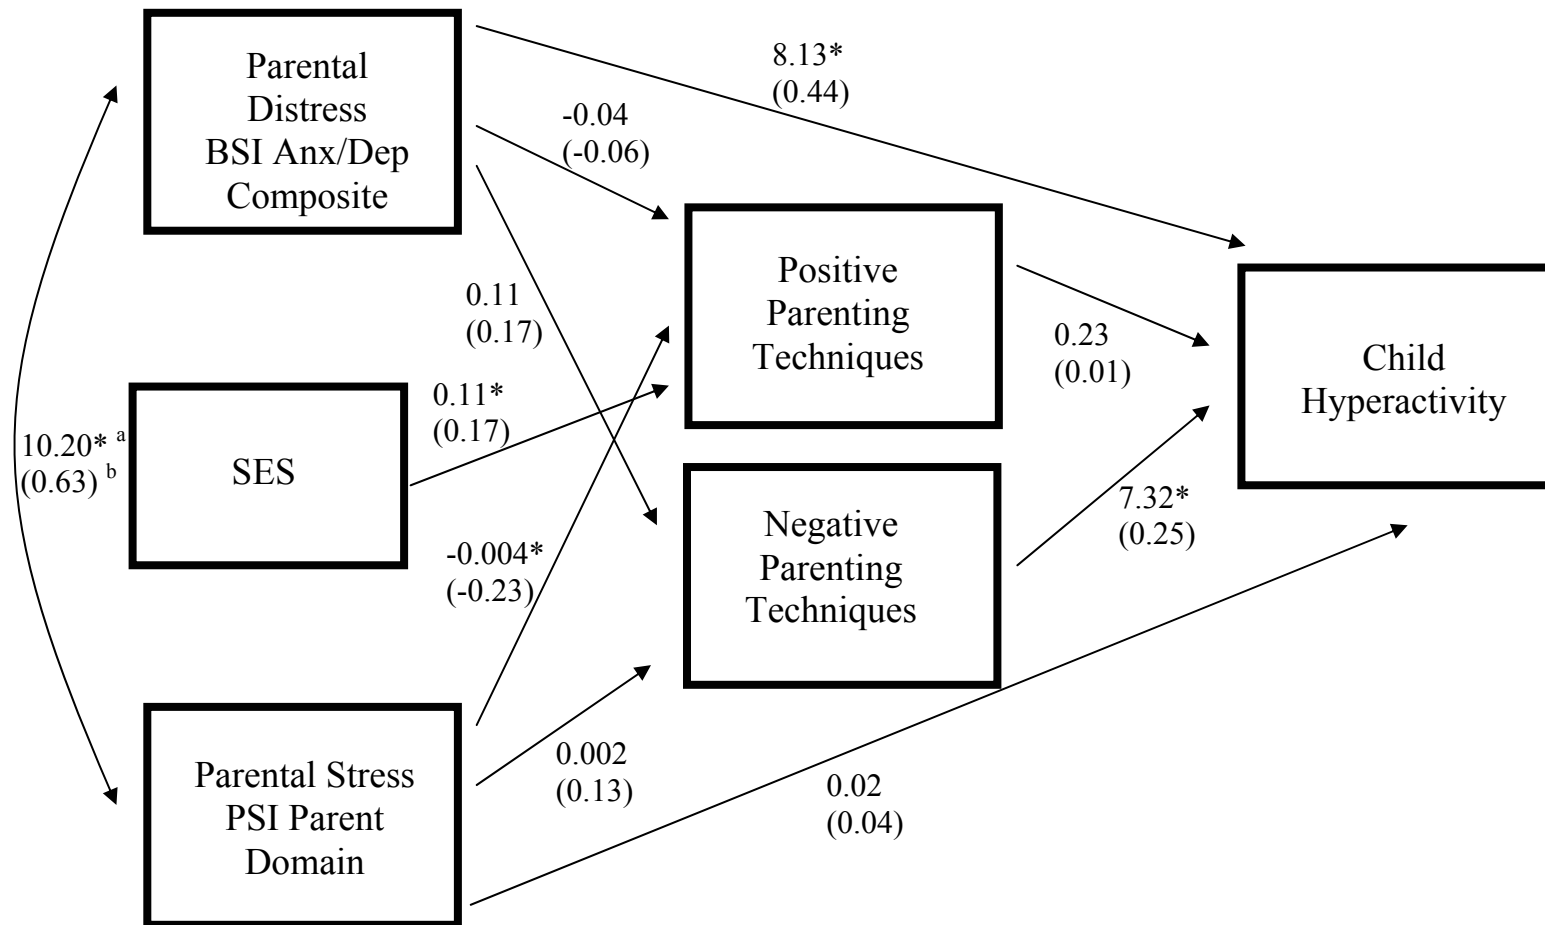 Parental
Distress
BSI Anx/Dep
Composite
8.13*
(0.44)
-0.04
(-0.06)
0.11
(0.17)
Positive
Parenting
Techniques
0.23
(0.01)
Child
Hyperactivity
10.20* a
(0.63) b
SES
0.11*
(0.17)
-0.004*
(-0.23)
Negative
Parenting
Techniques
7.32*
(0.25)
Parental Stress
PSI Parent
Domain
0.002
(0.13)
0.02
(0.04)